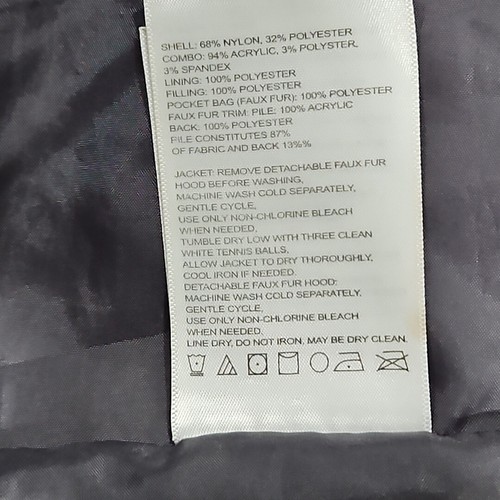 SHELL: 68% NYLON, 32% POLYESTER
COMBO: 94% ACRYLIC, 3% POLYSTER,
3% SPANDEX
LINING: 100% POLYESTER
FILLING: 100% POLYESTER
POCKET BAG (FAUX FUR): 100% POLYESTER
FAUX FUR TRIM: PILE: 100% ACRYLIC
BACK: 100% POLYESTER
PILE CONSTITUTES 87%
OF FABRIC AND BACK 13%%
JACKET: REMOVE DETACHABLE FAUX FUR
HOOD BEFORE WASHING,
MACHINE WASH COLD SEPARATELY,
GENTLE CYCLE,
USE ONLY NON-CHLORINE BLEACH
WHEN NEEDED,
TUMBLE DRY LOW WITH THREE CLEAN
WHITE TENNIS BALLS,
ALLOW JACKET TO DRY THOROUGHLY,
COOL IRON IF NEEDED.
DETACHABLE FAUX FUR HOOD:
MACHINE WASH COLD SEPARATELY.
GENTLE CYCLE,
USE ONLY NON-CHLORINE BLEACH
WHEN NEEDED,
LINE DRY, DO NOT IRON, MAY BE DRY CLEAN.